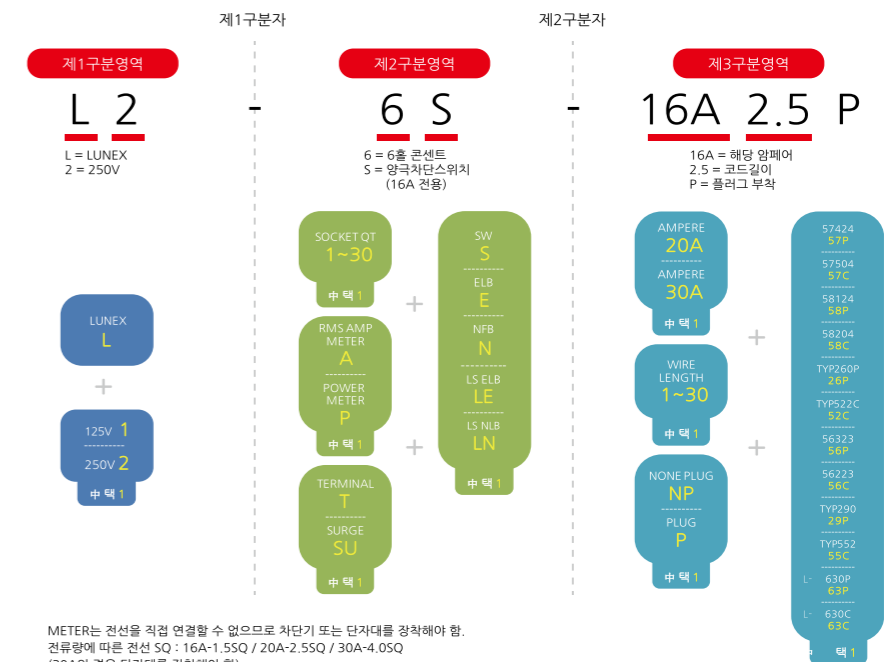 제1구분자
제2구분자
제1구분영역
제2구분영역
제3구분영역
L 2 - 6 S - 16A 2.5 P
L = LUNEX
2 = 250V
6 = 6홀 콘센트
S = 양극차단스위치
(16A 전용)
16A = 해당 암페어
2.5 = 코드길이
P = 플러그 부착
LUNEX
L
+
125V 1
250V 2
中 택 1
SOCKET QT
1~30
中 택 1
RMS AMP
METER
A
POWER
METER
P
中 택 1
TERMINAL
T
SURGE
SU
中 택 1
+
+
SW
S
ELB
E
NFB
N
LS ELB
LE
LS NLB
LN
中 택 1
AMPERE
20A
AMPERE
30A
中 택 1
WIRE
LENGTH
1~30
中 택 1
NONE PLUG
NP
PLUG
P
中 택 1
+
+
57424
57P
57504
57C
58124
58P
58204
58C
TYP260P
26P
TYP522C
52C
56323
56P
56223
56C
TYP290
29P
TYP552
55C
L- 630P
63P
L- 630C
63C
택 1
METER는 전선을 직접 연결할 수 없으므로 차단기 또는 단자대를 장착해야 함.
전류량에 따른 전선 SQ : 16A-1.5SQ / 20A-2.5SQ / 30A-4.0SQ